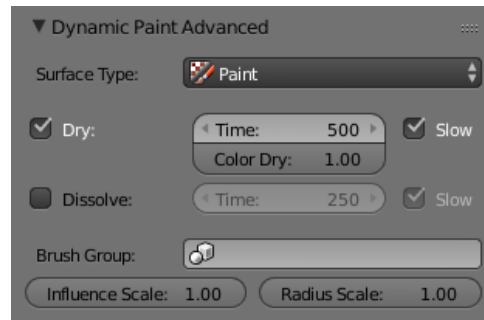 Dynamic Paint Advanced
Surface Type: Paint
Dry: Time: 500 Slow
Color Dry: 1.00
Dissolve: Time: 250 Slow
Brush Group:
Influence Scale: 1.00 Radius Scale: 1.00